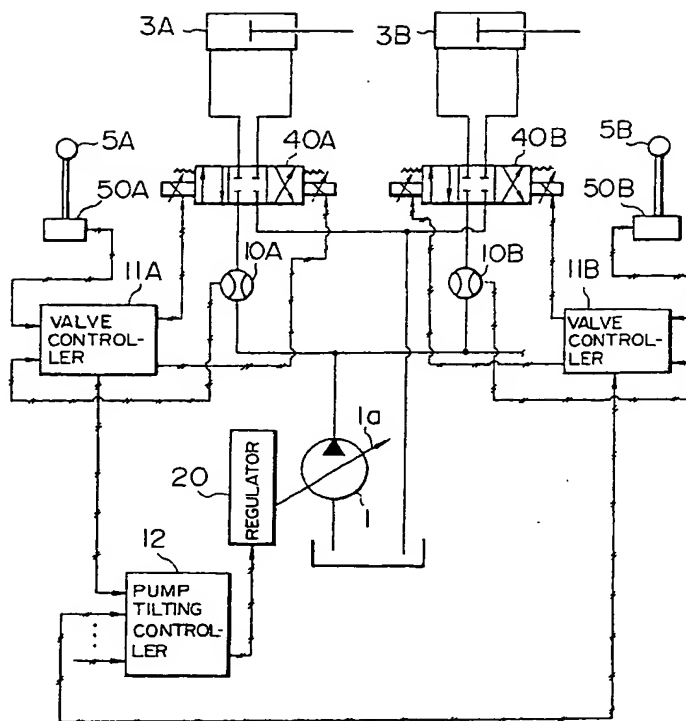 3A
3B
5A
40A
40B
5B
50A
50B
10A
10B
11A
11B
VALVE
CONTROL-
LER
VALVE
CONTROL-
LER
1a
20
REGULATOR
1
12
PUMP
TILTING
CONTROL-
LER